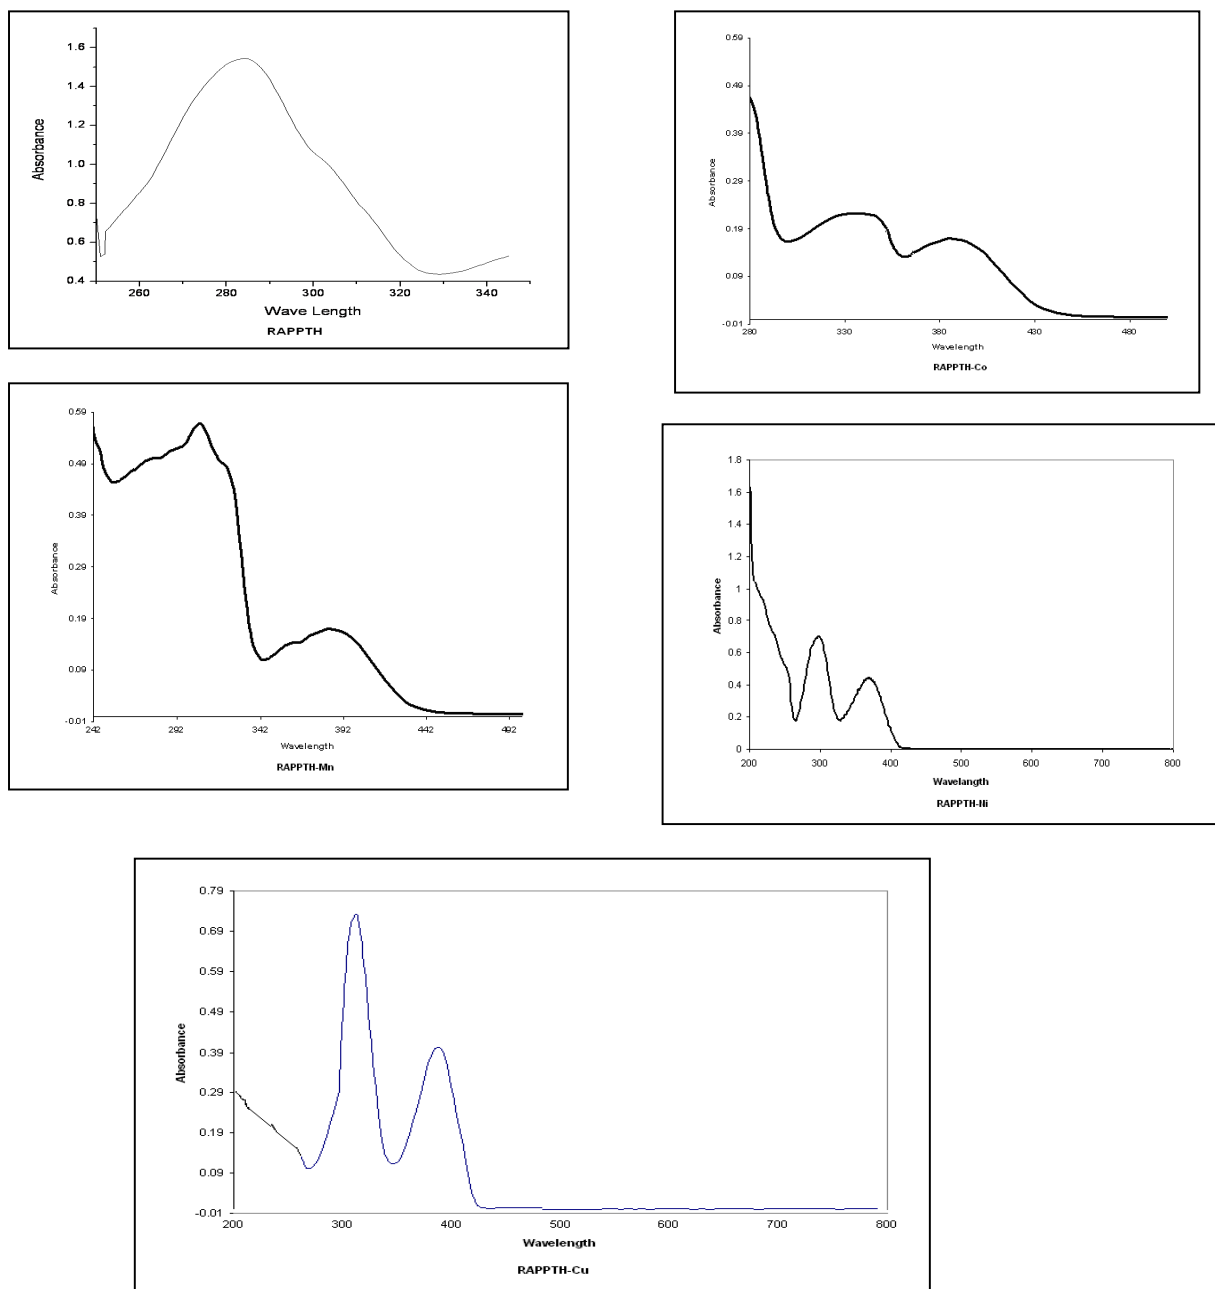 1.6
1.4
1.2
1.0
0.8
0.6
0.4
Absorbance
260 280 300 320 340
Wave Length
RAPPTH
0.59
0.49
0.39
0.29
0.19
0.09
-0.01
Absorbance
280 330 380 430 480
Wavelength
RAPPTH-Co
0.59
0.49
0.39
0.29
0.19
0.09
-0.01
Absorbance
242 292 342 392 442 492
Wavelength
RAPPTH-Mn
1.8
1.6
1.4
1.2
1
0.8
0.6
0.4
0.2
0
Absorbance
200 300 400 500 600 700 800
Wavelangth
RAPPTH-Ni
0.79
0.69
0.59
0.49
0.39
0.29
0.19
0.09
-0.01
Absorbance
200 300 400 500 600 700 800
Wavelength
RAPPTH-Cu